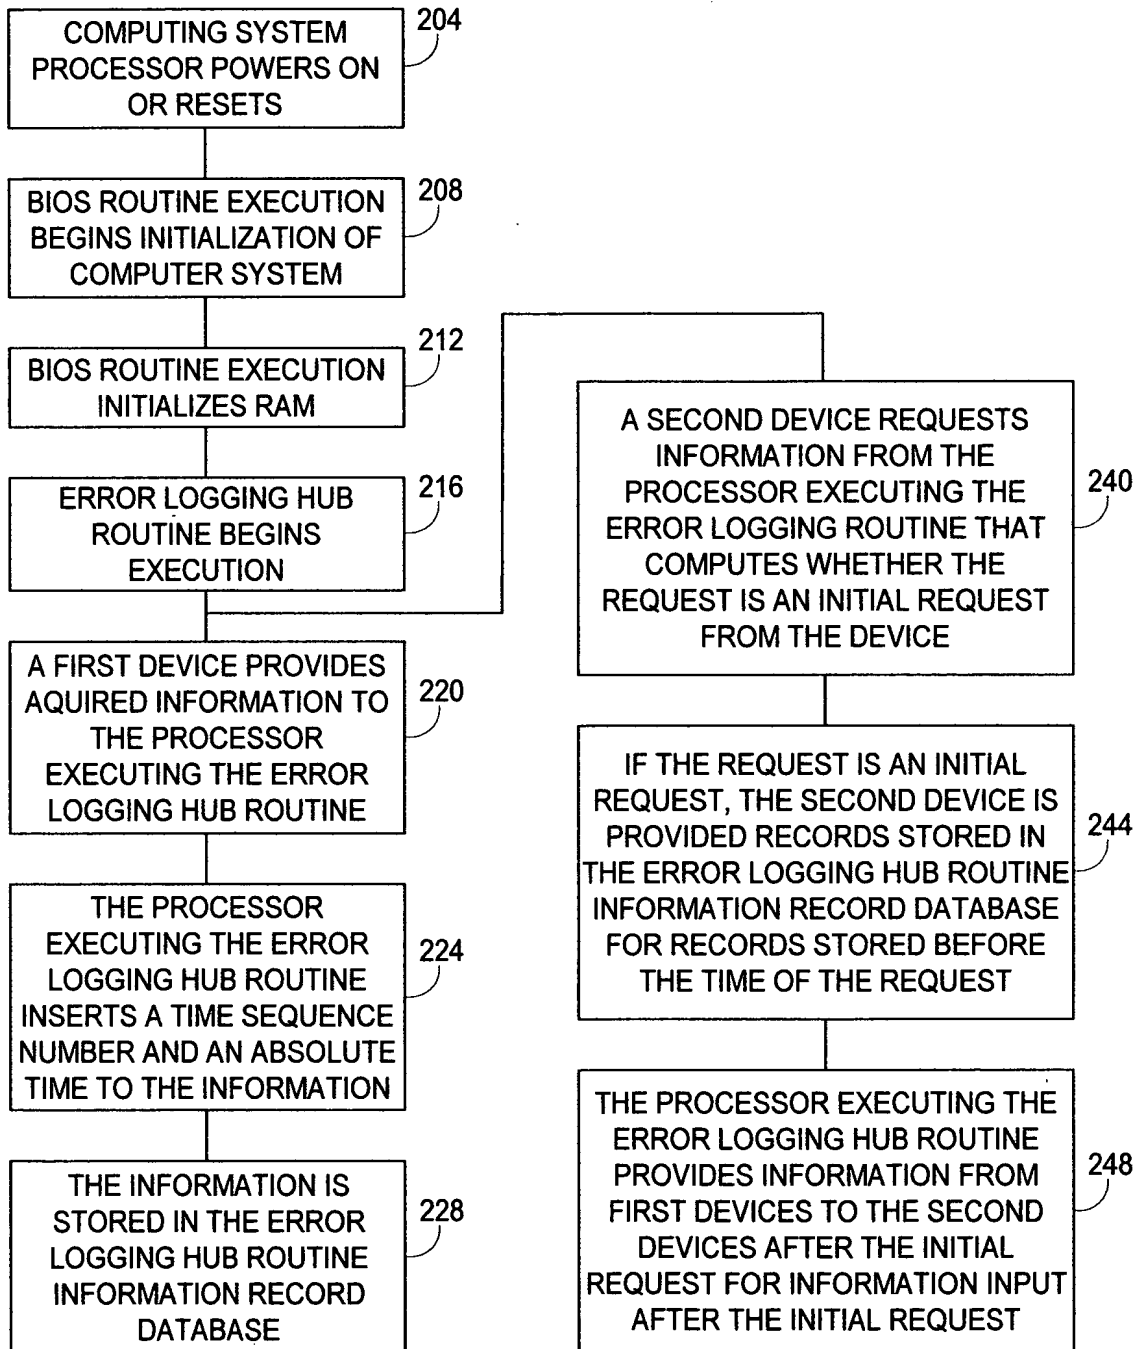 COMPUTING SYSTEM
PROCESSOR POWERS ON
OR RESETS
204
BIOS ROUTINE EXECUTION
BEGINS INITIALIZATION OF
COMPUTER SYSTEM
208
BIOS ROUTINE EXECUTION
INITIALIZES RAM
212
ERROR LOGGING HUB
ROUTINE BEGINS
EXECUTION
216
A FIRST DEVICE PROVIDES
AQUIRED INFORMATION TO
THE PROCESSOR
EXECUTING THE ERROR
LOGGING HUB ROUTINE
220
THE PROCESSOR
EXECUTING THE ERROR
LOGGING HUB ROUTINE
INSERTS A TIME SEQUENCE
NUMBER AND AN ABSOLUTE
TIME TO THE INFORMATION
224
THE INFORMATION IS
STORED IN THE ERROR
LOGGING HUB ROUTINE
INFORMATION RECORD
DATABASE
228
A SECOND DEVICE REQUESTS
INFORMATION FROM THE
PROCESSOR EXECUTING THE
ERROR LOGGING ROUTINE THAT
COMPUTES WHETHER THE
REQUEST IS AN INITIAL REQUEST
FROM THE DEVICE
240
IF THE REQUEST IS AN INITIAL
REQUEST, THE SECOND DEVICE IS
PROVIDED RECORDS STORED IN
THE ERROR LOGGING HUB ROUTINE
INFORMATION RECORD DATABASE
FOR RECORDS STORED BEFORE
THE TIME OF THE REQUEST
244
THE PROCESSOR EXECUTING THE
ERROR LOGGING HUB ROUTINE
PROVIDES INFORMATION FROM
FIRST DEVICES TO THE SECOND
DEVICES AFTER THE INITIAL
REQUEST FOR INFORMATION INPUT
AFTER THE INITIAL REQUEST
248